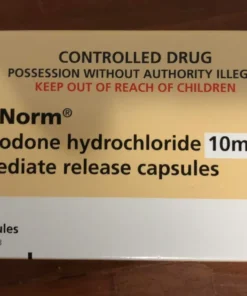 CONTROLLED DRUG
POSSESSION WITHOUT AUTHORITY ILLEG
KEEP OUT OF REACH OF CHILDREN
Norm®
odone hydrochloride 10m
ediate release capsules
ules